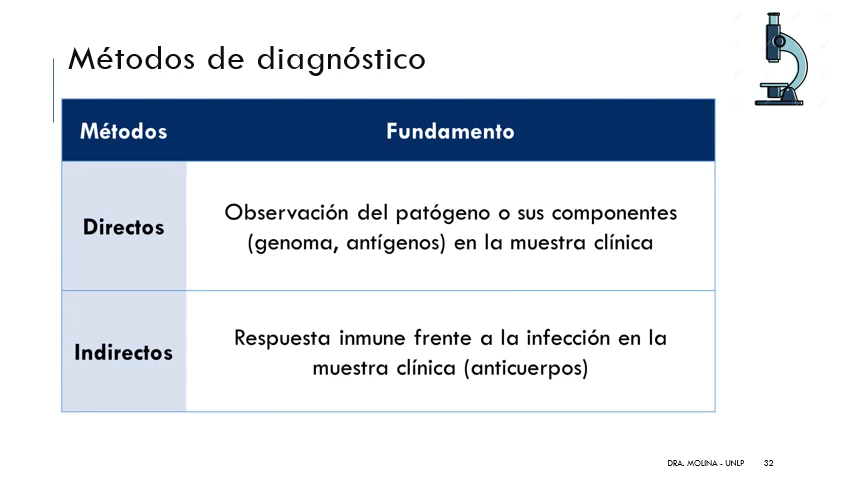 Métodos de diagnóstico
Métodos
Fundamento
Directos
Observación del patógeno o sus componentes
(genoma, antígenos) en la muestra clínica
Indirectos
Respuesta inmune frente a la infección en la
muestra clínica (anticuerpos)
DRA. MOLINA - UNLP
32